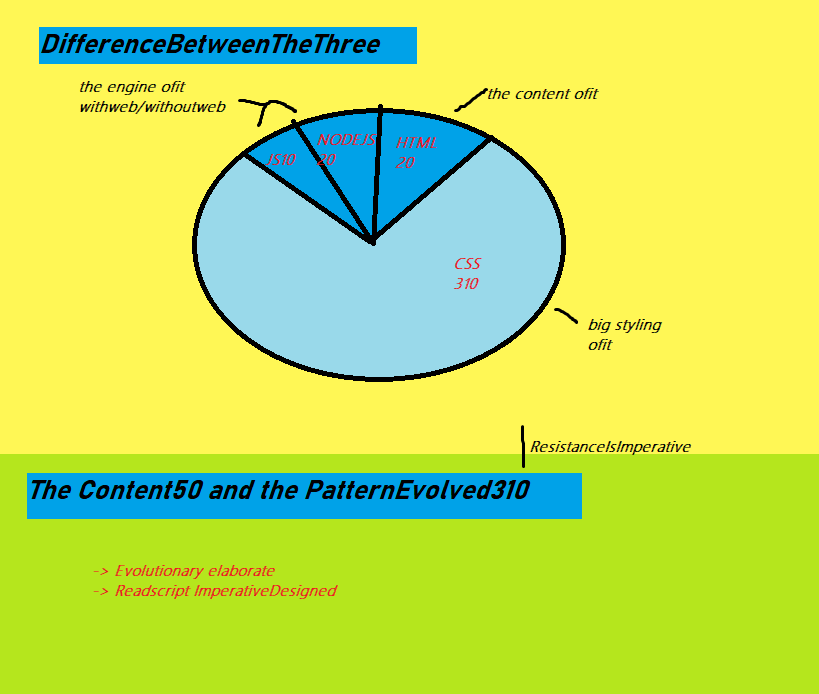 DifferenceBetweenTheThree
the engine ofit
withweb/withoutweb
the content ofit
JS10
NODEJS
20
HTML
20
CSS
310
big styling
ofit
ResistanceIsImperative
The Content50 and the PatternEvolved310
-> Evolutionary elaborate
-> Readscript ImperativeDesigned